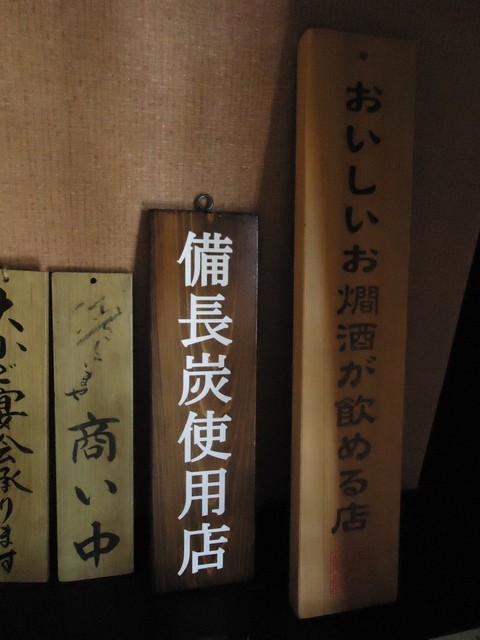 おいしいお燗酒が飲める店
備長炭使用店
商い中
宴会承ります